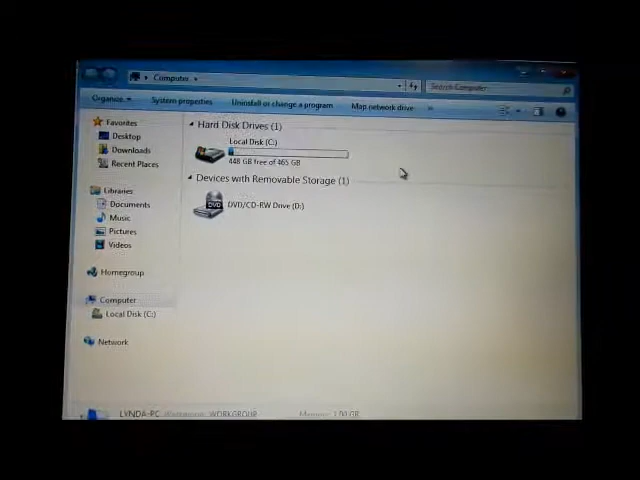 Computer
Search Computer
Organize
System properties
Uninstall or change a program
Map network drive
»
Favorites
Desktop
Downloads
Recent Places
Libraries
Documents
Music
Pictures
Videos
Homegroup
Computer
Local Disk (C:)
Network
Hard Disk Drives (1)
Local Disk (C:)
448 GB free of 465 GB
Devices with Removable Storage (1)
DVD
DVD/CD-RW Drive (D:)
LYNDA-PC WORKGROUP